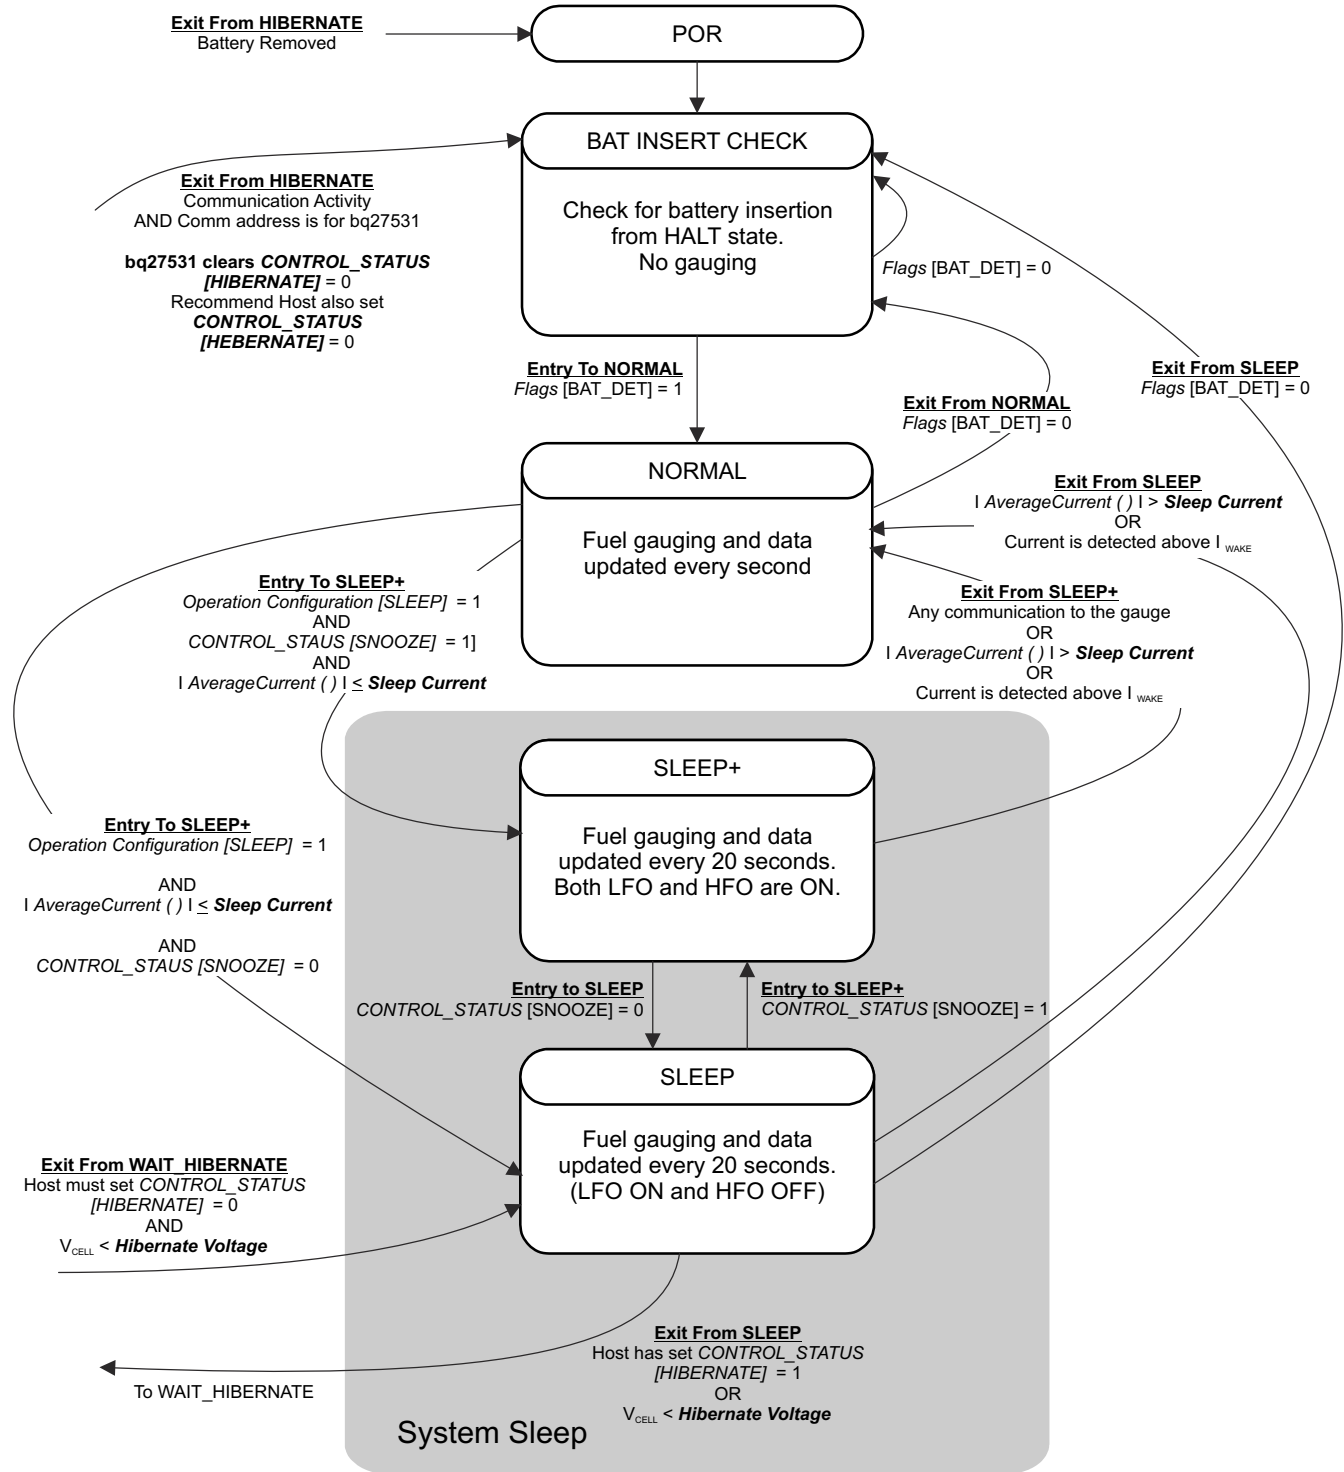 Exit From HIBERNATE
Battery Removed
POR
BAT INSERT CHECK
Check for battery insertion
from HALT state.
No gauging
Exit From HIBERNATE
Communication Activity
AND Comm address is for bq27531
bq27531 clears CONTROL_STATUS
[HIBERNATE] = 0
Recommend Host also set
CONTROL_STATUS
[HEBERNATE] = 0
Flags [BAT_DET] = 0
Entry To NORMAL
Flags [BAT_DET] = 1
Exit From NORMAL
Flags [BAT_DET] = 0
Exit From SLEEP
Flags [BAT_DET] = 0
NORMAL
Fuel gauging and data
updated every second
Exit From SLEEP
I AverageCurrent ( ) I > Sleep Current
OR
Current is detected above I WAKE
Entry To SLEEP+
Operation Configuration [SLEEP] = 1
AND
CONTROL_STAUS [SNOOZE] = 1]
AND
I AverageCurrent ( ) I ≤ Sleep Current
Exit From SLEEP+
Any communication to the gauge
OR
I AverageCurrent ( ) I > Sleep Current
OR
Current is detected above I WAKE
SLEEP+
Fuel gauging and data
updated every 20 seconds.
Both LFO and HFO are ON.
Entry To SLEEP+
Operation Configuration [SLEEP] = 1
AND
I AverageCurrent ( ) I ≤ Sleep Current
AND
CONTROL_STAUS [SNOOZE] = 0
Entry to SLEEP
CONTROL_STATUS [SNOOZE] = 0
Entry to SLEEP+
CONTROL_STATUS [SNOOZE] = 1
SLEEP
Fuel gauging and data
updated every 20 seconds.
(LFO ON and HFO OFF)
Exit From WAIT_HIBERNATE
Host must set CONTROL_STATUS
[HIBERNATE] = 0
AND
VCELL < Hibernate Voltage
Exit From SLEEP
Host has set CONTROL_STATUS
[HIBERNATE] = 1
OR
VCELL < Hibernate Voltage
To WAIT_HIBERNATE
System Sleep